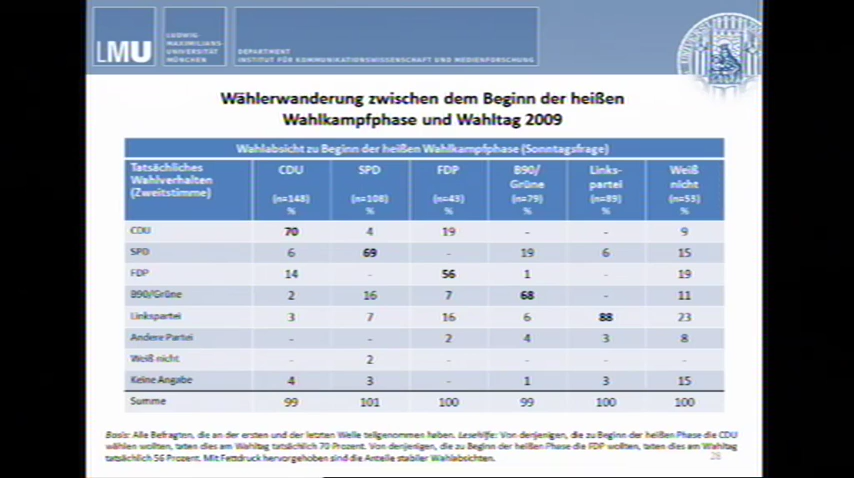 LMU
LUDWIG-
MAXIMILIANS-
UNIVERSITÄT
MÜNCHEN
DEPARTMENT
INSTITUT FÜR KOMMUNIKATIONSWISSENSCHAFT UND MEDIENFORSCHUNG
Wählerwanderung zwischen dem Beginn der heißen
Wahlkampfphase und Wahltag 2009
Wahlabsicht zu Beginn der heißen Wahlkampfphase (Sonntagsfrage)
Tatsächliches Wahlverhalten (Zweitstimme) CDU (n=148) % SPD (n=108) % FDP (n=43) % B90/ Grüne (n=79) % Links- partei (n=89) % Weiß nicht (n=53) %
CDU 70 4 19 - - 9
SPD 6 69 - 19 6 15
FDP 14 - 56 1 - 19
B90/Grüne 2 16 7 68 - 11
Linkspartei 3 7 16 6 88 23
Andere Partei - - 2 4 3 8
Weiß nicht - 2 - - - -
Keine Angabe 4 3 - 1 3 15
Summe 99 101 100 99 100 100
Basis: Alle Befragten, die an der ersten und der letzten Welle teilgenommen haben. Lesehilfe: Von denjenigen, die zu Beginn der heißen Phase die CDU
wählen wollten, taten dies am Wahltag tatsächlich 70 Prozent. Von denjenigen, die zu Beginn der heißen Phase die FDP wollten, taten dies am Wahltag
tatsächlich 56 Prozent. Mit Fettdruck hervorgehoben sind die Anteile stabiler Wahlabsichten.
28